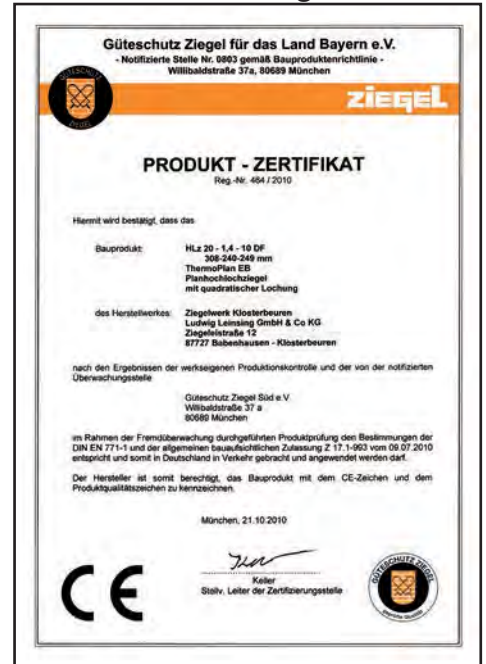 Güteschutz Ziegel für das Land Bayern e.V.
- Notifizierte Stelle Nr. 0803 gemäß Bauproduktenrichtlinie -
Willibaldstraße 37a, 80689 München
GÜTESCHUTZ
ZIEGEL
ZIEGEL
PRODUKT - ZERTIFIKAT
Reg.-Nr. 484 / 2010
Hiermit wird bestätigt, dass das
Bauprodukt: HLz 20 - 1,4 - 10 DF
308-240-249 mm
ThermoPlan EB
Planhochlochziegel
mit quadratischer Lochung
des Herstellwerkes: Ziegelwerk Klosterbeuren
Ludwig Leinsing GmbH & Co KG
Ziegeleistraße 12
87727 Babenhausen - Klosterbeuren
nach den Ergebnissen der werkseigenen Produktionskontrolle und der von der notifizierten
Überwachungsstelle
Güteschutz Ziegel Süd e.V.
Willibaldstraße 37 a
80689 München
im Rahmen der Fremdüberwachung durchgeführten Produktprüfung den Bestimmungen der
DIN EN 771-1 und der allgemeinen bauaufsichtlichen Zulassung Z 17.1-993 vom 09.07.2010
entspricht und somit in Deutschland in Verkehr gebracht und angewendet werden darf.
Der Hersteller ist somit berechtigt, das Bauprodukt mit dem CE-Zeichen und dem
Produktqualitätszeichen zu kennzeichnen.
München, 21.10.2010
Keller
Stellv. Leiter der Zertifizierungsstelle
CE
GÜTESCHUTZ ZIEGEL